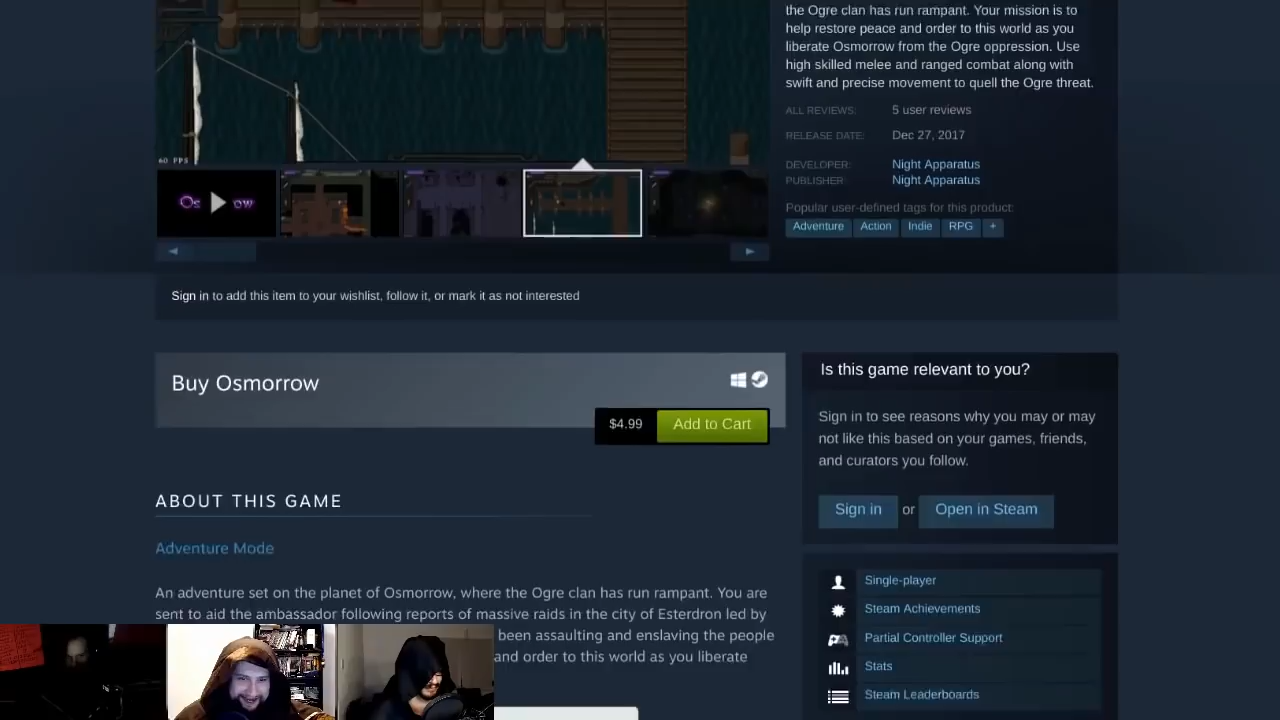 the Ogre clan has run rampant. Your mission is to
help restore peace and order to this world as you
liberate Osmorrow from the Ogre oppression. Use
high skilled melee and ranged combat along with
swift and precise movement to quell the Ogre threat.
ALL REVIEWS: 5 user reviews
RELEASE DATE: Dec 27, 2017
DEVELOPER: Night Apparatus
PUBLISHER: Night Apparatus
Popular user-defined tags for this product:
Adventure Action Indie RPG +
60 FPS
Os ow
Sign in to add this item to your wishlist, follow it, or mark it as not interested
Buy Osmorrow
$4.99 Add to Cart
Is this game relevant to you?
Sign in to see reasons why you may or may
not like this based on your games, friends,
and curators you follow.
Sign in or Open in Steam
ABOUT THIS GAME
Adventure Mode
An adventure set on the planet of Osmorrow, where the Ogre clan has run rampant. You are
sent to aid the ambassador following reports of massive raids in the city of Esterdron led by
been assaulting and enslaving the people
and order to this world as you liberate
Single-player
Steam Achievements
Partial Controller Support
Stats
Steam Leaderboards